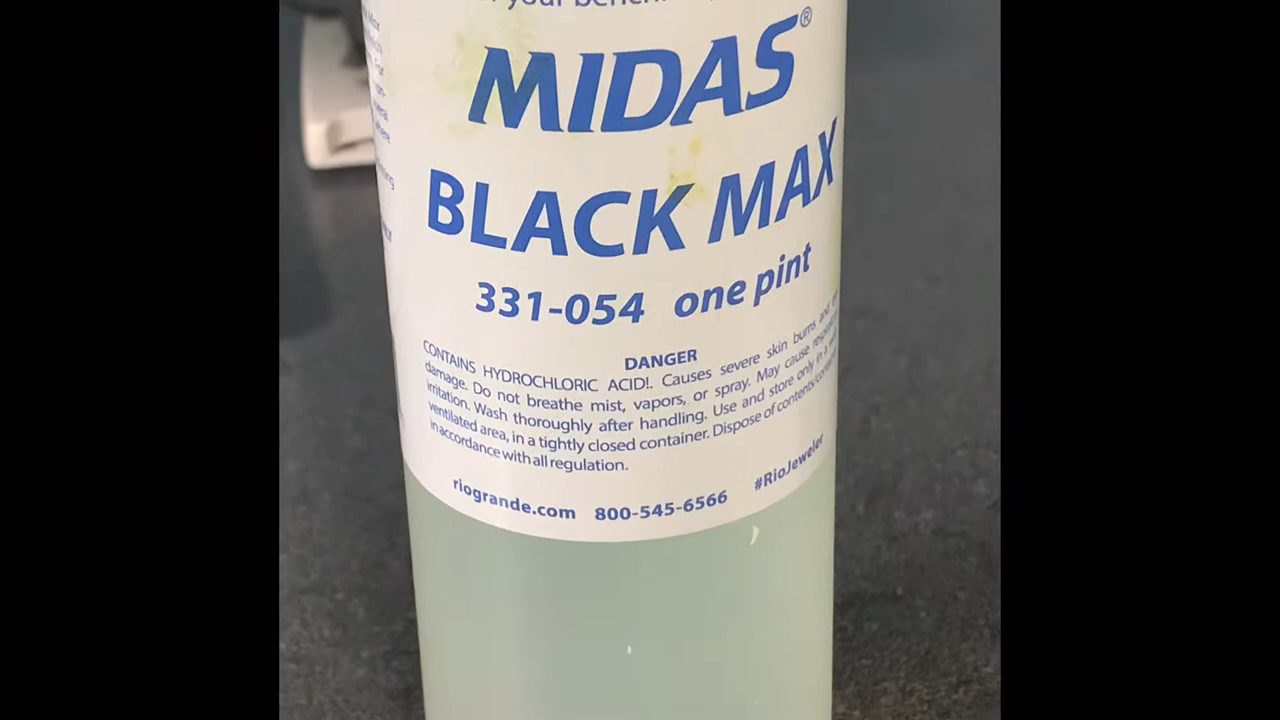 your benefi
MIDAS®
BLACK MAX
331-054 one pint
DANGER
CONTAINS HYDROCHLORIC ACID!. Causes severe skin burns and
damage. Do not breathe mist, vapors, or spray. May cause
irritation. Wash thoroughly after handling. Use and store only in a
ventilated area, in a tightly closed container. Dispose of contents/
in accordance with all regulation.
riogrande.com 800-545-6566 #RioJeweler